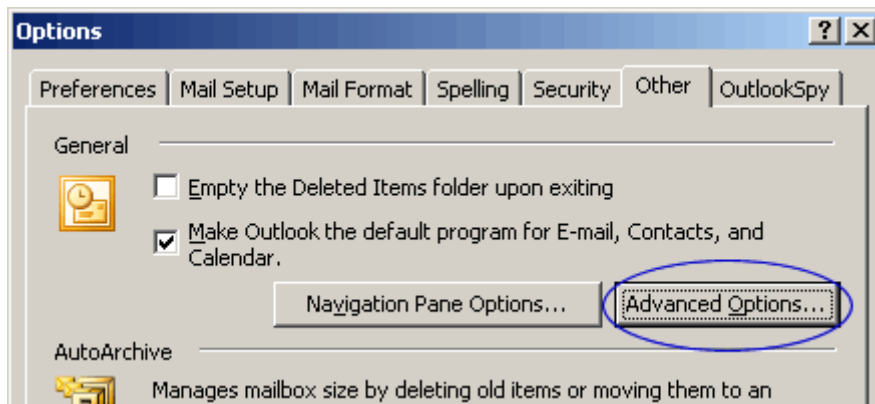 Options
Preferences Mail Setup Mail Format Spelling Security Other OutlookSpy
General
Empty the Deleted Items folder upon exiting
Make Outlook the default program for E-mail, Contacts, and
Calendar.
Navigation Pane Options... Advanced Options...
AutoArchive
Manages mailbox size by deleting old items or moving them to an